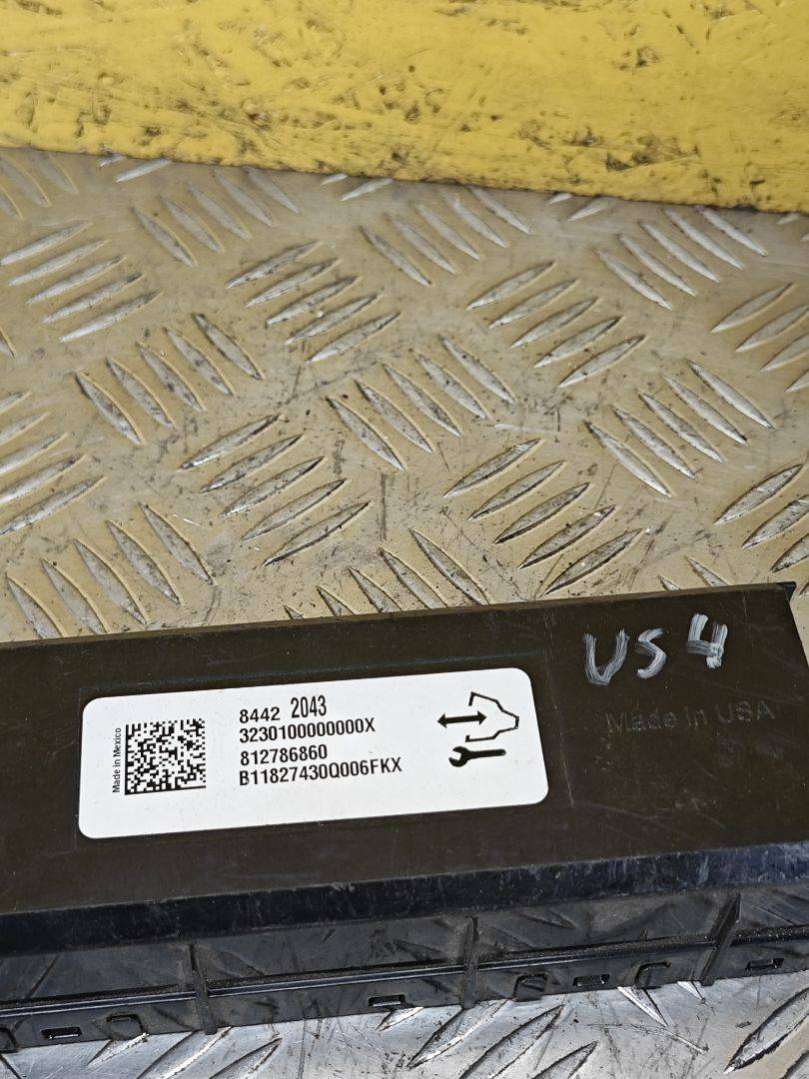 US4
Made in USA
Made in Mexico
8442 2043
3230100000000X
812786860
B11827430Q006FKX